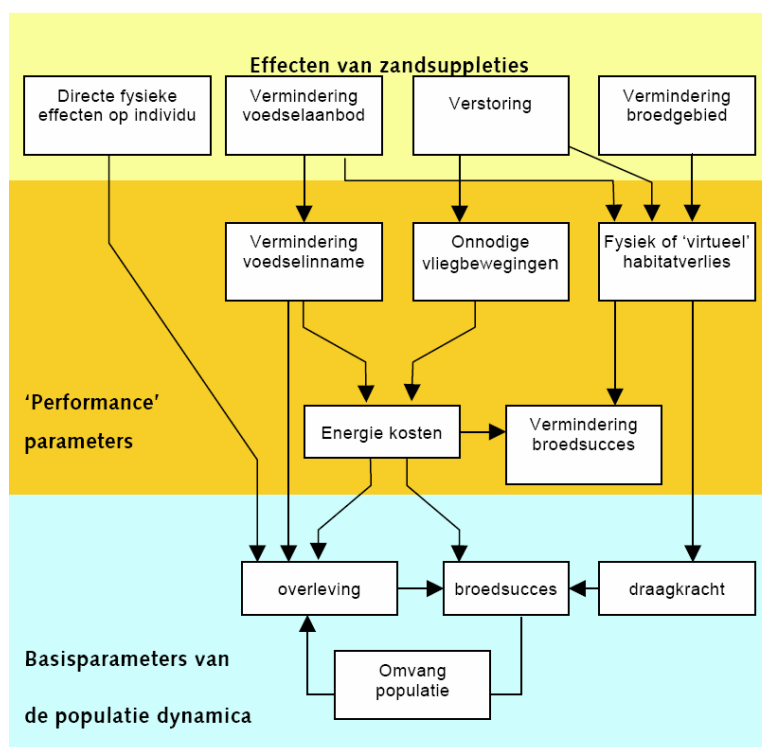 Effecten van zandsuppleties
Directe fysieke
effecten op individu
Vermindering
voedselaanbod
Verstoring
Vermindering
broedgebied
Vermindering
voedselinname
Onnodige
vliegbewegingen
Fysiek of ‘virtueel’
habitatverlies
‘Performance’
parameters
Energie kosten
Vermindering
broedsucces
overleving
broedsucces
draagkracht
Basisparameters van
de populatie dynamica
Omvang
populatie